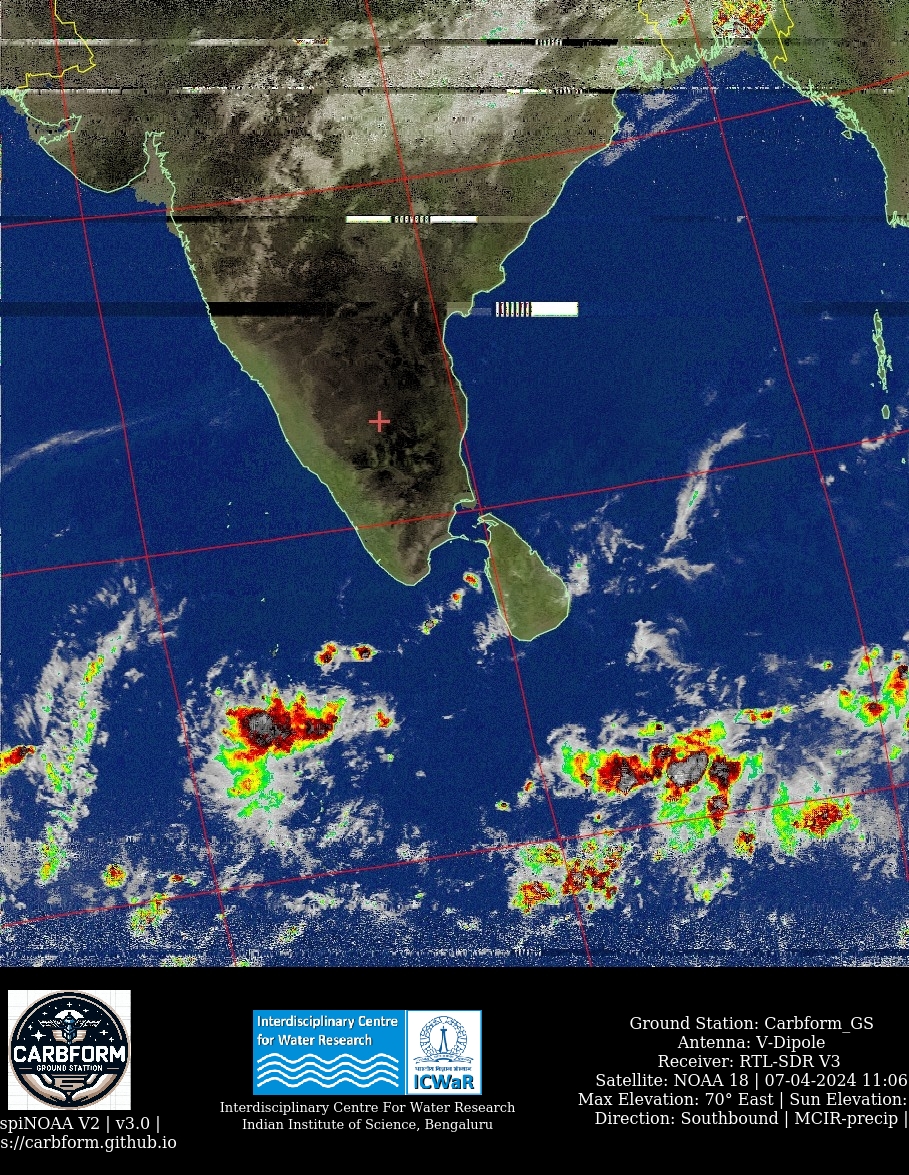 CARBFORM
GROUND STATION
spiNOAA V2 | v3.0 |
s://carbform.github.io
Interdisciplinary Centre
for Water Research
ICWaR
Interdisciplinary Centre For Water Research
Indian Institute of Science, Bengaluru
Ground Station: Carbform_GS
Antenna: V-Dipole
Receiver: RTL-SDR V3
Satellite: NOAA 18 | 07-04-2024 11:06
Max Elevation: 70° East | Sun Elevation:
Direction: Southbound | MCIR-precip |